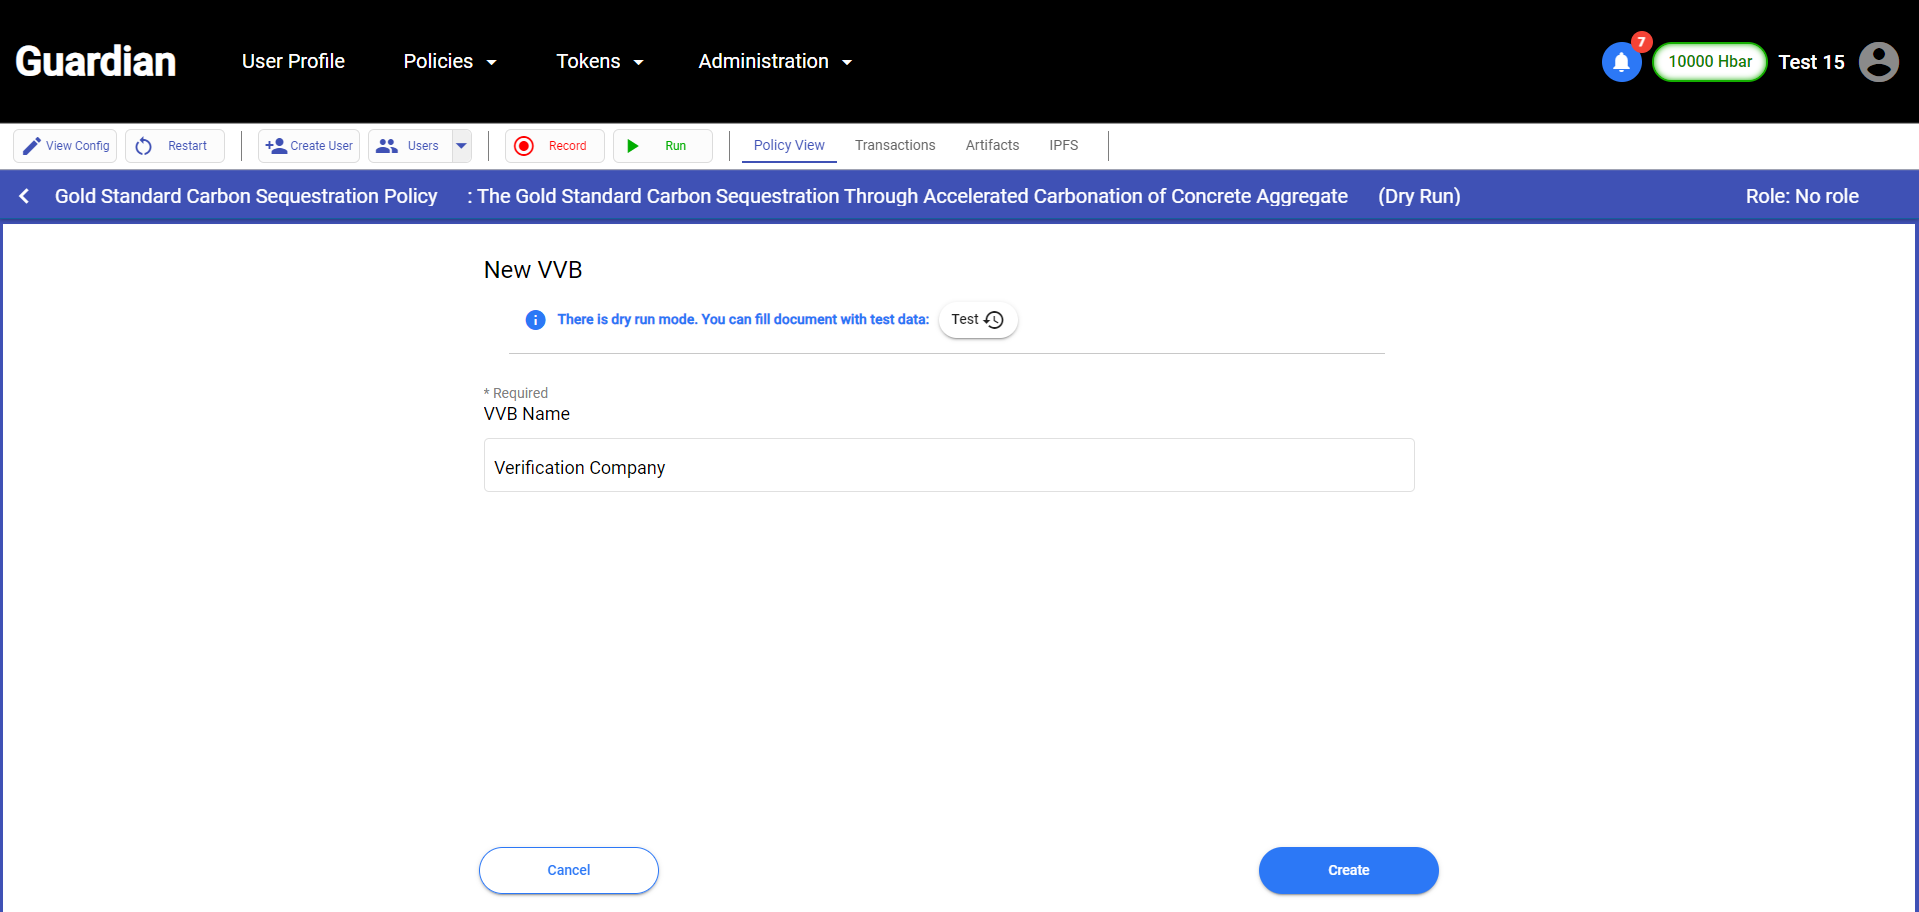 Guardian User Profile Policies Tokens Administration 7 10000 Hbar Test 15
View Config Restart Create User Users Record Run Policy View Transactions Artifacts IPFS
Gold Standard Carbon Sequestration Policy : The Gold Standard Carbon Sequestration Through Accelerated Carbonation of Concrete Aggregate (Dry Run) Role: No role
New VVB
There is dry run mode. You can fill document with test data: Test
* Required
VVB Name
Verification Company
Cancel Create